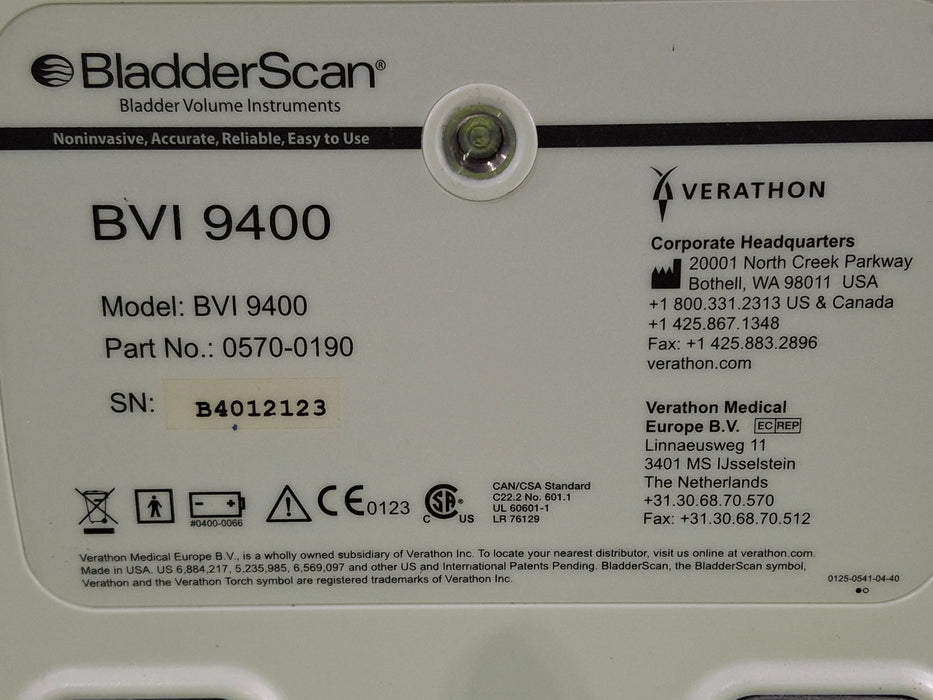 BladderScan®
Bladder Volume Instruments
Noninvasive, Accurate, Reliable, Easy to Use
BVI 9400
Model: BVI 9400
Part No.: 0570-0190
SN: B4012123
VERATHON
Corporate Headquarters
20001 North Creek Parkway
Bothell, WA 98011 USA
+1 800.331.2313 US & Canada
+1 425.867.1348
Fax: +1 425.883.2896
verathon.com
Verathon Medical
Europe B.V. EC REP
Linnaeusweg 11
3401 MS IJsselstein
The Netherlands
+31.30.68.70.570
Fax: +31.30.68.70.512
#0400-0066
CE 0123
C SA® US
CAN/CSA Standard
C22.2 No. 601.1
UL 60601-1
LR 76129
Verathon Medical Europe B.V., is a wholly owned subsidiary of Verathon Inc. To locate your nearest distributor, visit us online at verathon.com.
Made in USA. US 6,884,217, 5,235,985, 6,569,097 and other US and International Patents Pending. BladderScan, the BladderScan symbol,
Verathon and the Verathon Torch symbol are registered trademarks of Verathon Inc.
0125-0541-04-40